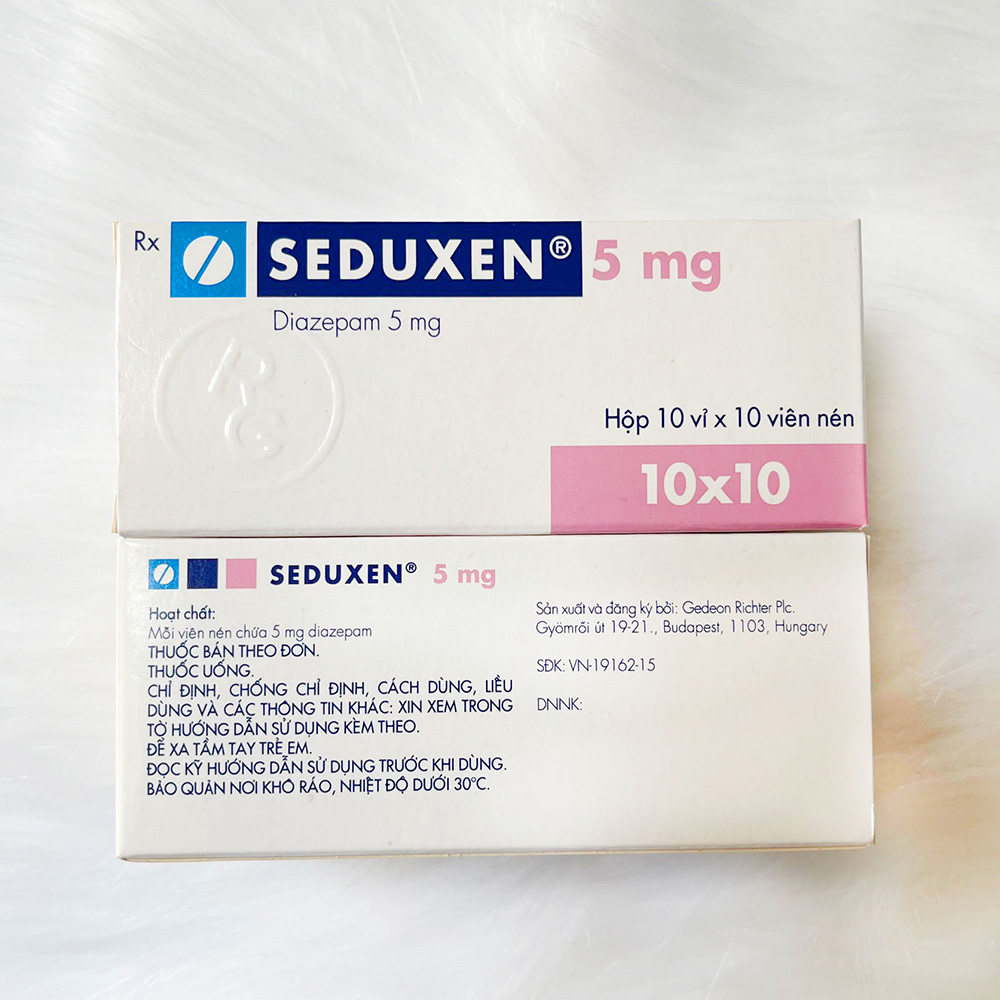 Rx SEDUXEN® 5 mg
Diazepam 5 mg
RG
Hộp 10 vỉ x 10 viên nén
10x10
SEDUXEN® 5 mg
Hoạt chất:
Mỗi viên nén chứa 5 mg diazepam
THUỐC BÁN THEO ĐƠN.
THUỐC UỐNG.
CHỈ ĐỊNH, CHỐNG CHỈ ĐỊNH, CÁCH DÙNG, LIỀU
DÙNG VÀ CÁC THÔNG TIN KHÁC: XIN XEM TRONG
TỜ HƯỚNG DẪN SỬ DỤNG KÈM THEO.
ĐỂ XA TẦM TAY TRẺ EM.
ĐỌC KỸ HƯỚNG DẪN SỬ DỤNG TRƯỚC KHI DÙNG.
BẢO QUẢN NƠI KHÔ RÁO, NHIỆT ĐỘ DƯỚI 30°C.
Sản xuất và đăng ký bởi: Gedeon Richter Plc.
Gyömrői út 19-21., Budapest, 1103, Hungary
SĐK: VN-19162-15
DNNK: